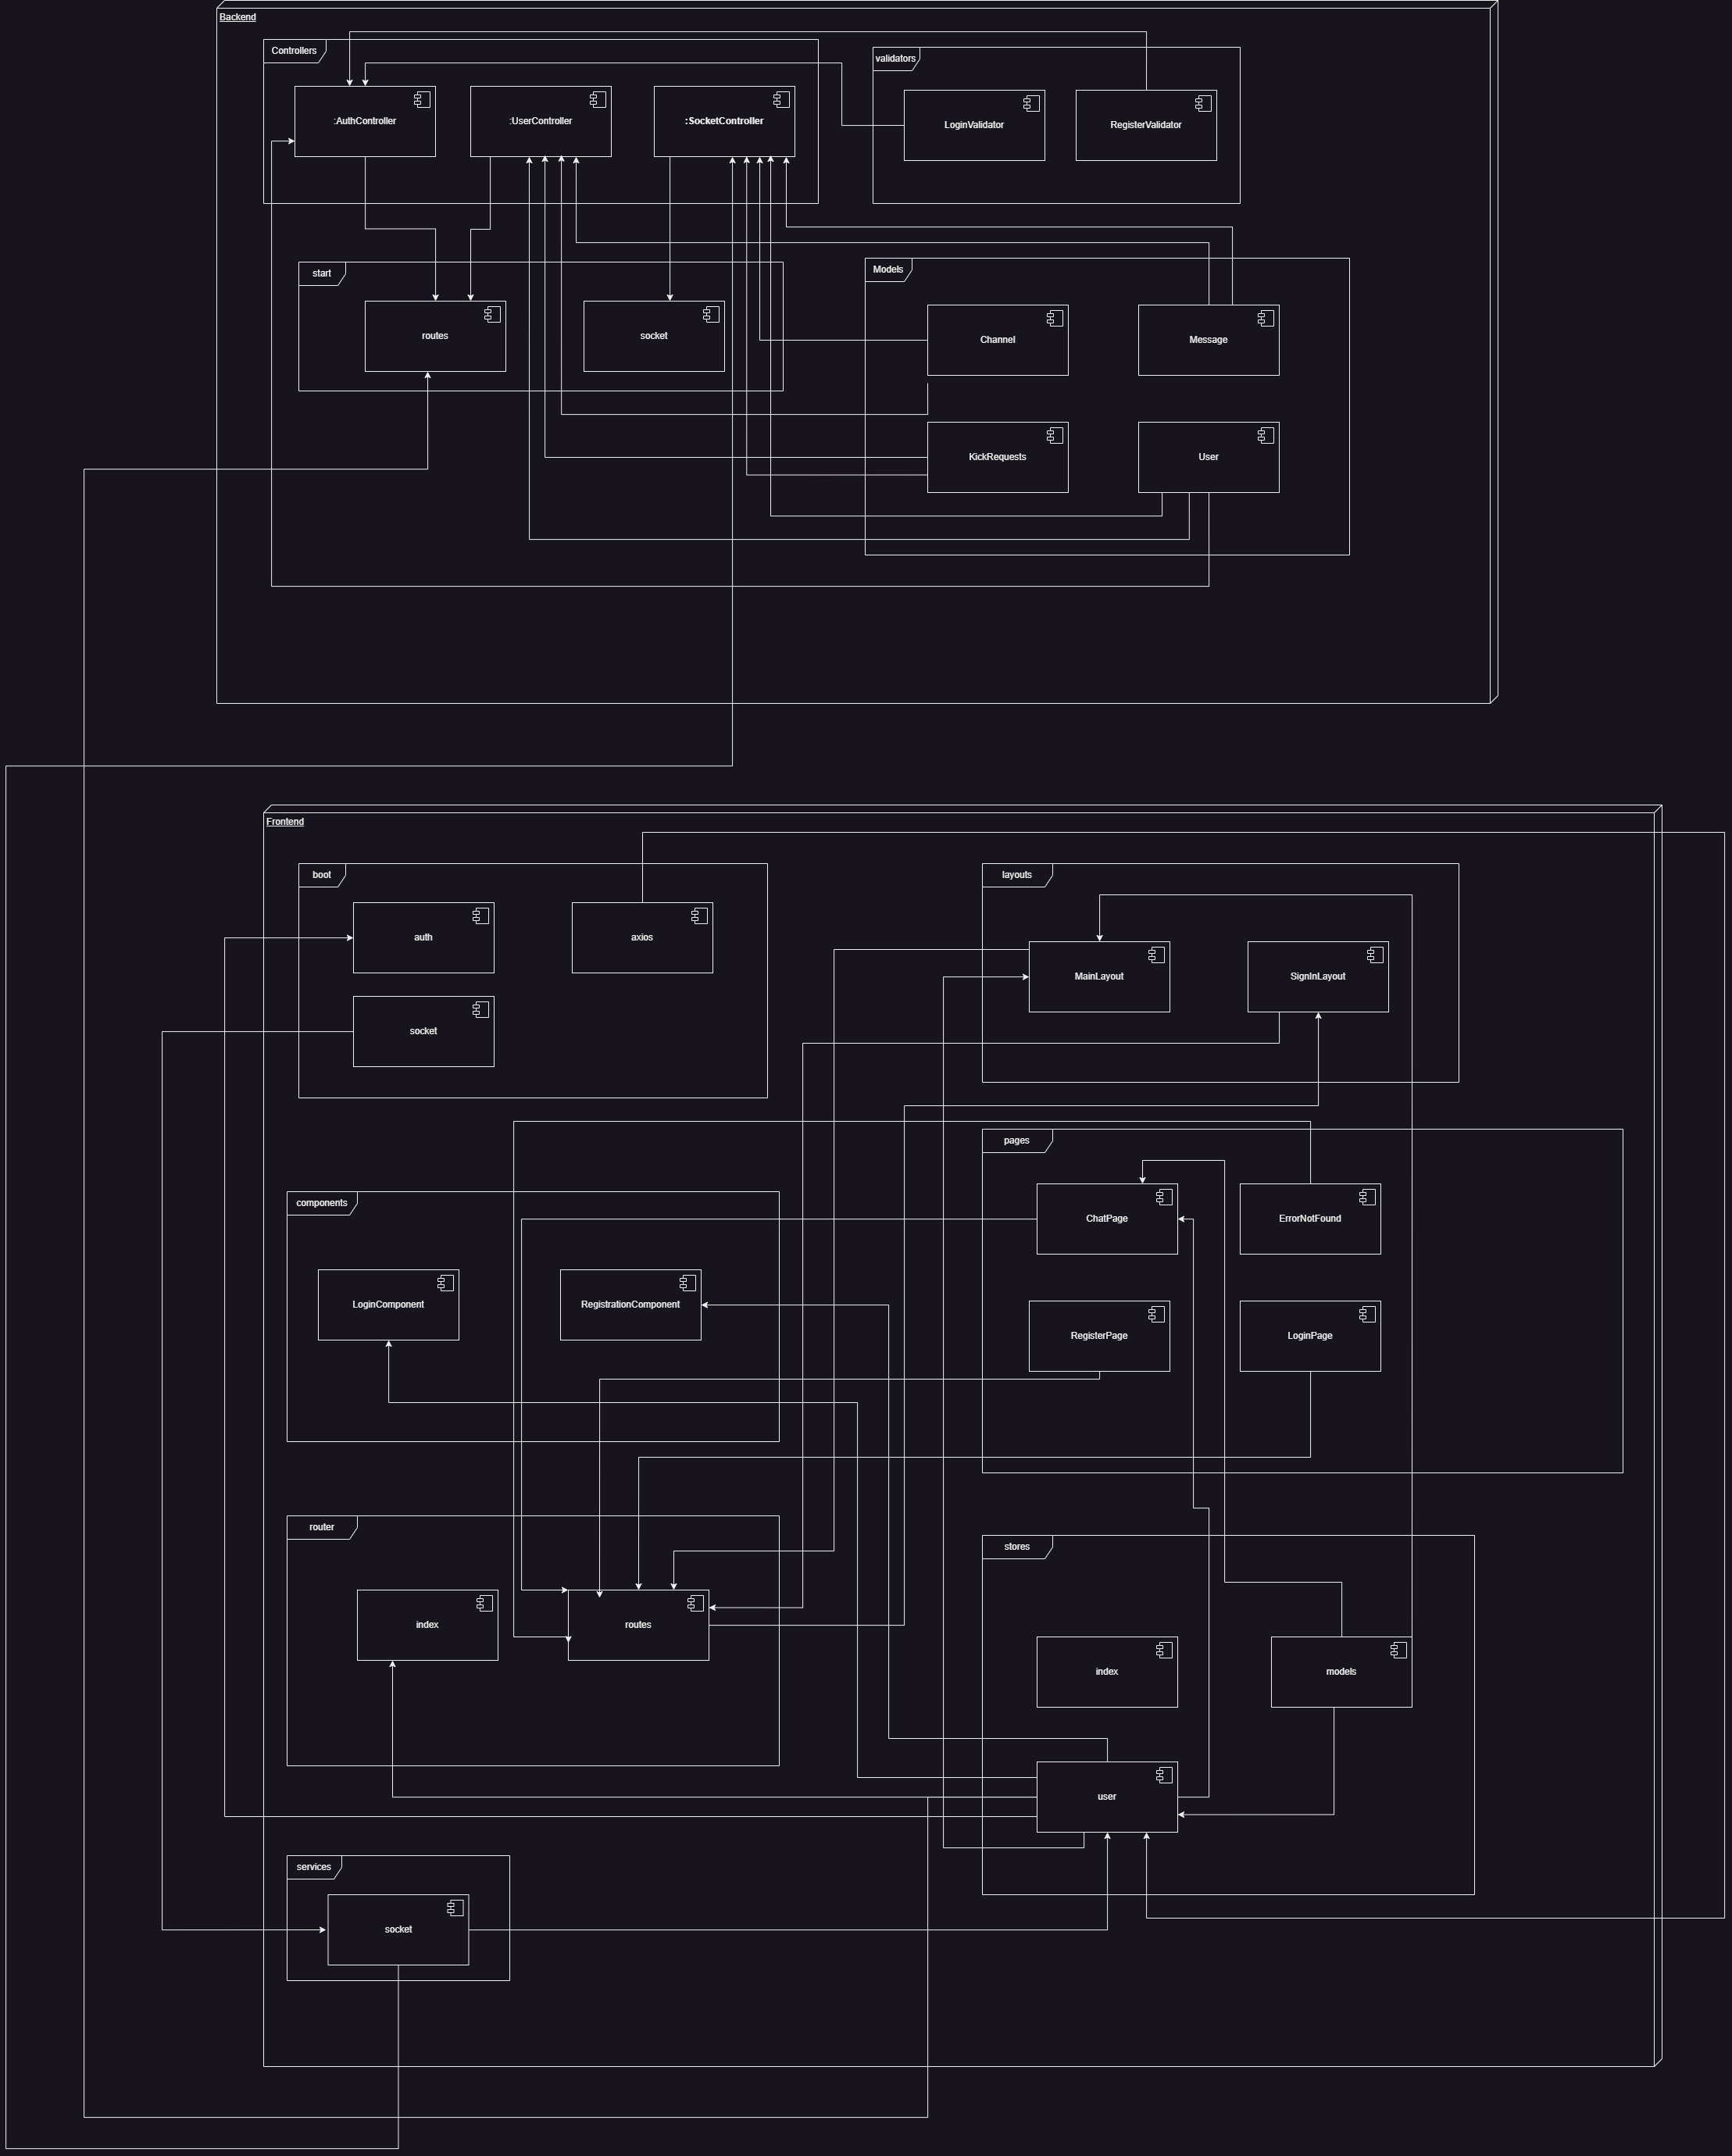 Backend
Controllers
validators
:AuthController
:UserController
:SocketController
LoginValidator
RegisterValidator
start
Models
routes
socket
Channel
Message
KickRequests
User
Frontend
boot
layouts
auth
axios
MainLayout
SignInLayout
socket
pages
components
ChatPage
ErrorNotFound
LoginComponent
RegistrationComponent
RegisterPage
LoginPage
router
stores
index
routes
index
models
user
services
socket